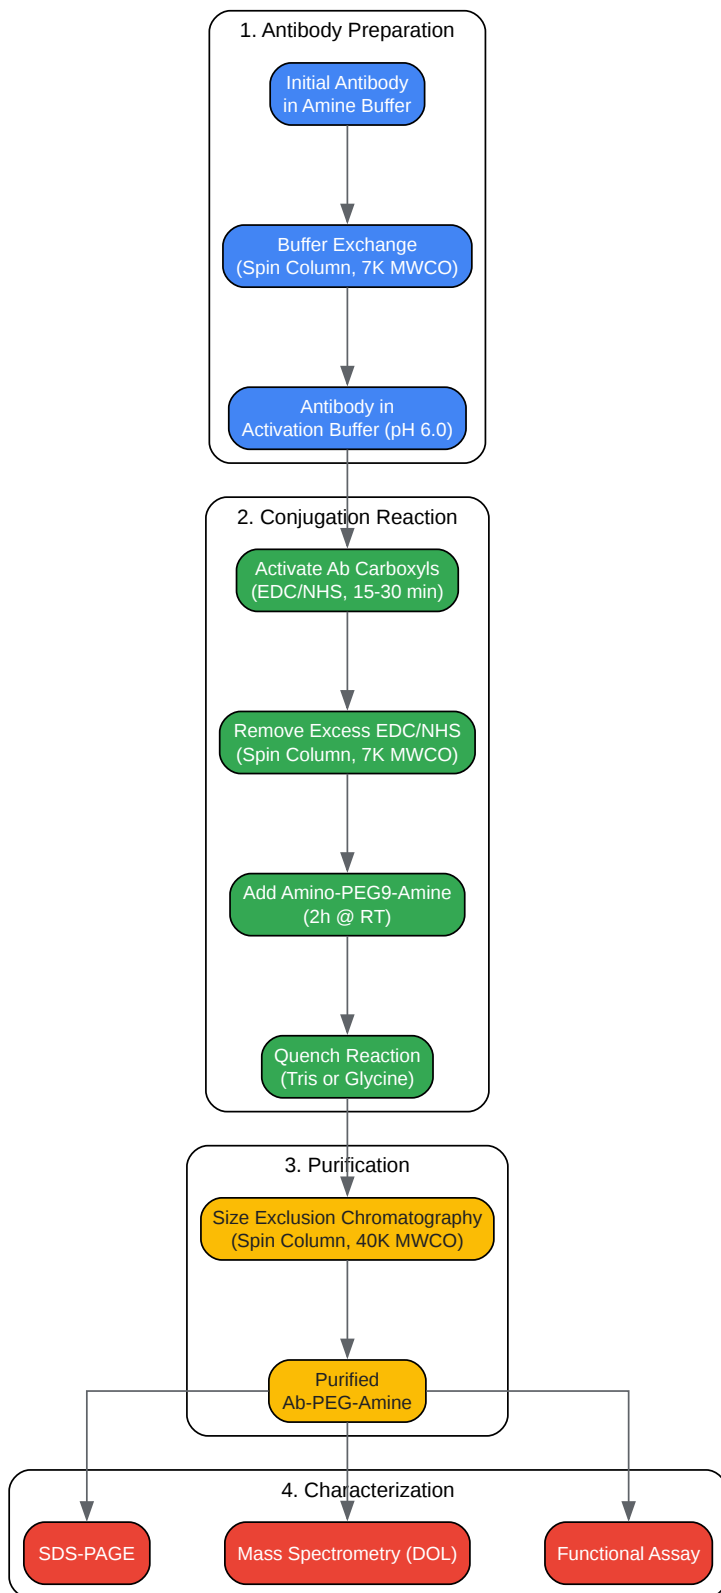 1. Antibody Preparation
Initial Antibody
in Amine Buffer
Buffer Exchange
(Spin Column, 7K MWCO)
Antibody in
Activation Buffer (pH 6.0)
2. Conjugation Reaction
Activate Ab Carboxyls
(EDC/NHS, 15-30 min)
Remove Excess EDC/NHS
(Spin Column, 7K MWCO)
Add Amino-PEG9-Amine
(2h @ RT)
Quench Reaction
(Tris or Glycine)
3. Purification
Size Exclusion Chromatography
(Spin Column, 40K MWCO)
Purified
Ab-PEG-Amine
4. Characterization
SDS-PAGE
Mass Spectrometry (DOL)
Functional Assay